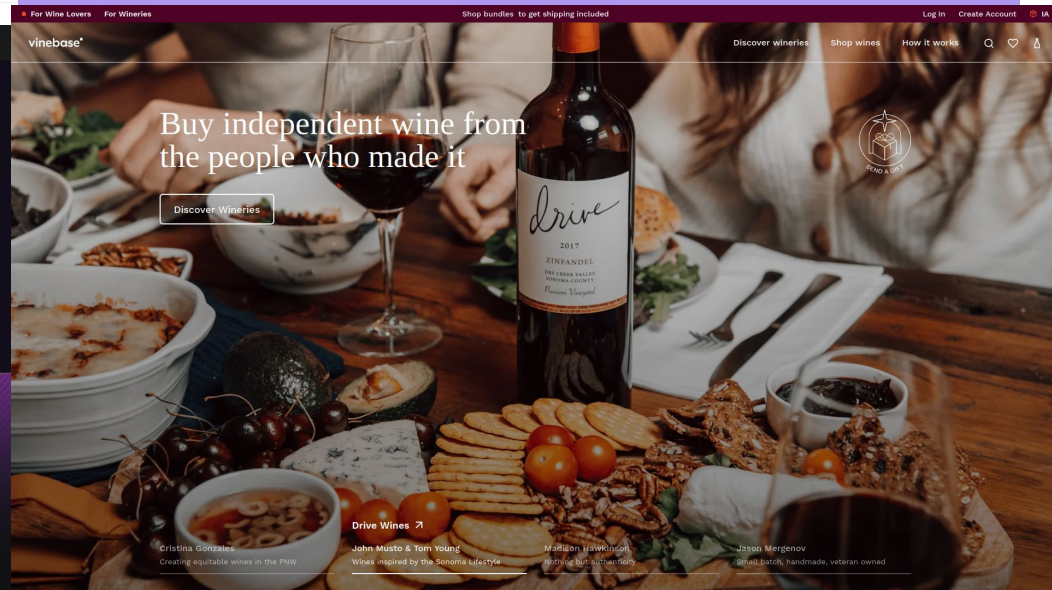 For Wine Lovers For Wineries Shop bundles to get shipping included Log In Create Account IA
vinebase
Discover wineries Shop wines How it works
Buy independent wine from
the people who made it
Discover Wineries
SEND A GIFT
drive
2017
ZINFANDEL
DRY CREEK VALLEY
SONOMA COUNTY
Vineyard
Drive Wines
Cristina Gonzales John Musto & Tom Young Madison Hawkinson Jason Mergenov
Creating equitable wines in the PNW Wines inspired by the Sonoma Lifestyle Nothing but authenticity Small batch, handmade, veteran owned